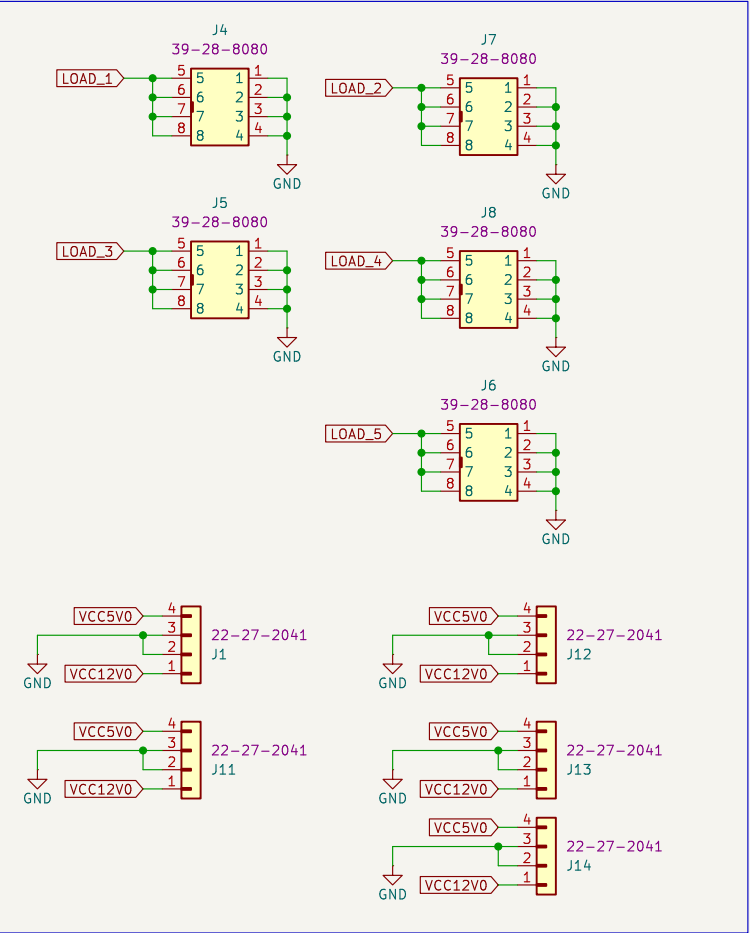 J4
39-28-8080
LOAD_1
5 5 1 1
6 6 2 2
7 7 3 3
8 8 4 4
GND
J7
39-28-8080
LOAD_2
5 5 1 1
6 6 2 2
7 7 3 3
8 8 4 4
GND
J5
39-28-8080
LOAD_3
5 5 1 1
6 6 2 2
7 7 3 3
8 8 4 4
GND
J8
39-28-8080
LOAD_4
5 5 1 1
6 6 2 2
7 7 3 3
8 8 4 4
GND
J6
39-28-8080
LOAD_5
5 5 1 1
6 6 2 2
7 7 3 3
8 8 4 4
GND
VCC5V0 4
3 22-27-2041
2 J1
VCC12V0 1
GND
VCC5V0 4
3 22-27-2041
2 J12
VCC12V0 1
GND
VCC5V0 4
3 22-27-2041
2 J11
VCC12V0 1
GND
VCC5V0 4
3 22-27-2041
2 J13
VCC12V0 1
GND
VCC5V0 4
3 22-27-2041
2 J14
VCC12V0 1
GND